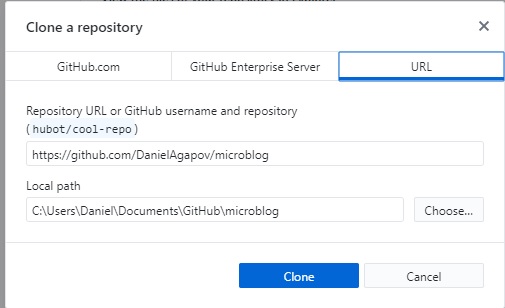 Clone a repository
GitHub.com
GitHub Enterprise Server
URL
Repository URL or GitHub username and repository
(hubot/cool-repo)
https://github.com/DanielAgapov/microblog
Local path
C:\Users\Daniel\Documents\GitHub\microblog
Choose...
Clone
Cancel